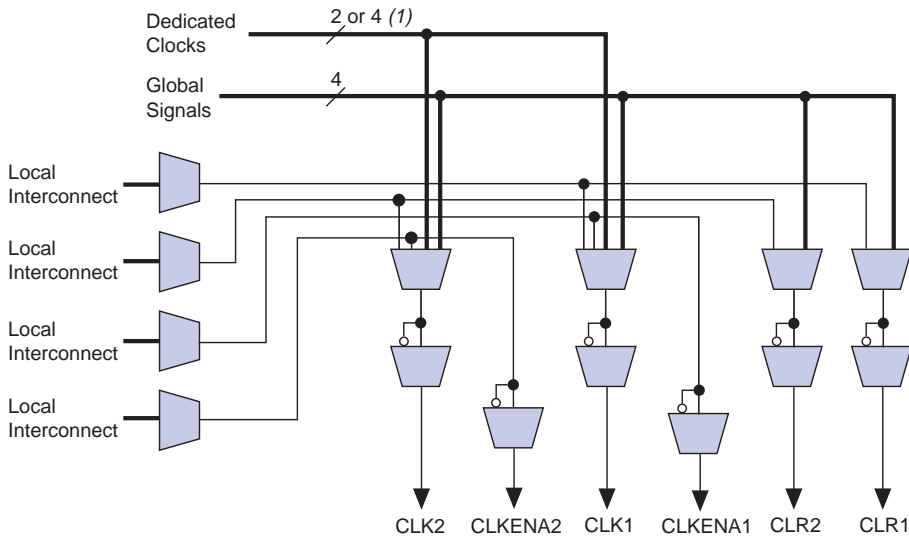 Dedicated
Clocks
2 or 4 (1)
Global
Signals
4
Local
Interconnect
Local
Interconnect
Local
Interconnect
Local
Interconnect
CLK2 CLKENA2 CLK1 CLKENA1 CLR2 CLR1